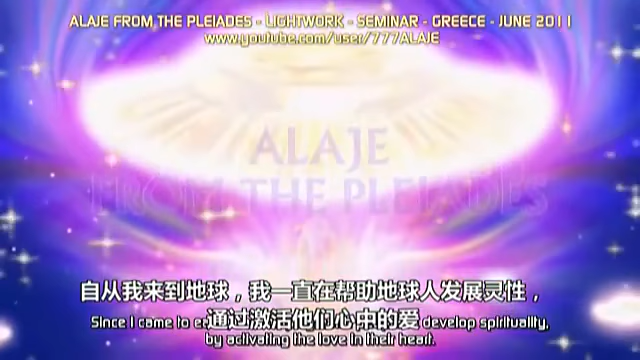 ALAJE FROM THE PLEIADES - LIGHTWORK - SEMINAR - GREECE - JUNE 2011
www.youtube.com/user/777ALAJE
ALAJE
FROM THE PLEIADES
自从我来到地球，我一直在帮助地球人发展灵性，
通过激活他们心中的爱
Since I came to develop spirituality,
by activating the love in their heart.